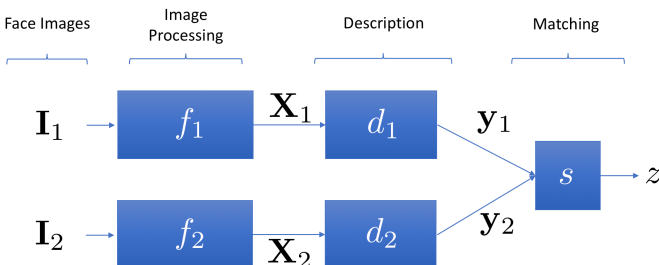 Face Images
Image
Processing
Description
Matching
I₁
f₁
X₁
d₁
y₁
s
z
I₂
f₂
X₂
d₂
y₂